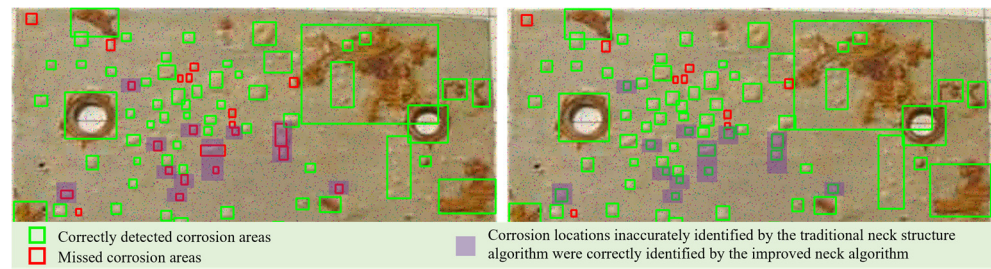 Correctly detected corrosion areas
Missed corrosion areas
Corrosion locations inaccurately identified by the traditional neck structure
algorithm were correctly identified by the improved neck algorithm